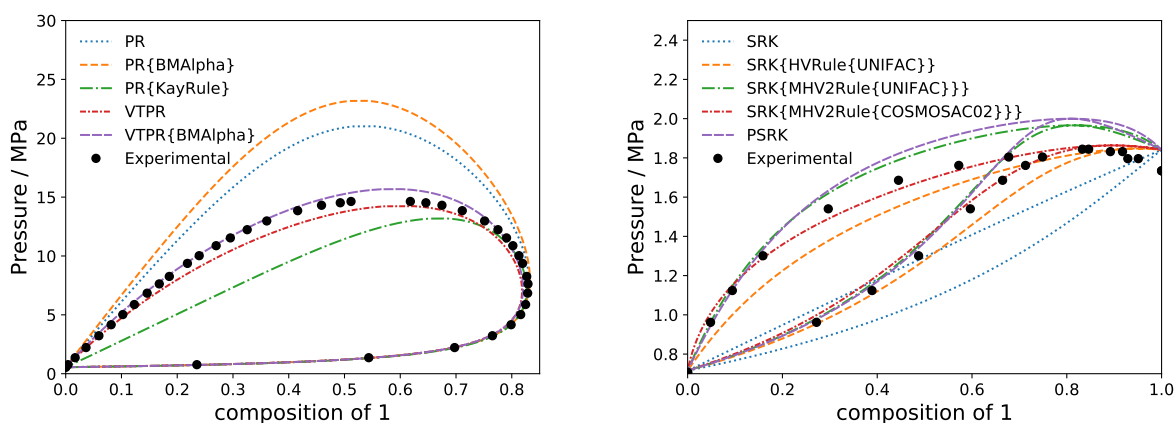 30
25
20
15
10
5
0
Pressure / MPa
PR
PR{BMAlpha}
PR{KayRule}
VTPR
VTPR{BMAlpha}
Experimental
0.0 0.1 0.2 0.3 0.4 0.5 0.6 0.7 0.8
composition of 1
2.4
2.2
2.0
1.8
1.6
1.4
1.2
1.0
0.8
Pressure / MPa
SRK
SRK{HVRule{UNIFAC}}
SRK{MHV2Rule{UNIFAC}}}
SRK{MHV2Rule{COSMOSAC02}}}
PSRK
Experimental
0.0 0.2 0.4 0.6 0.8 1.0
composition of 1